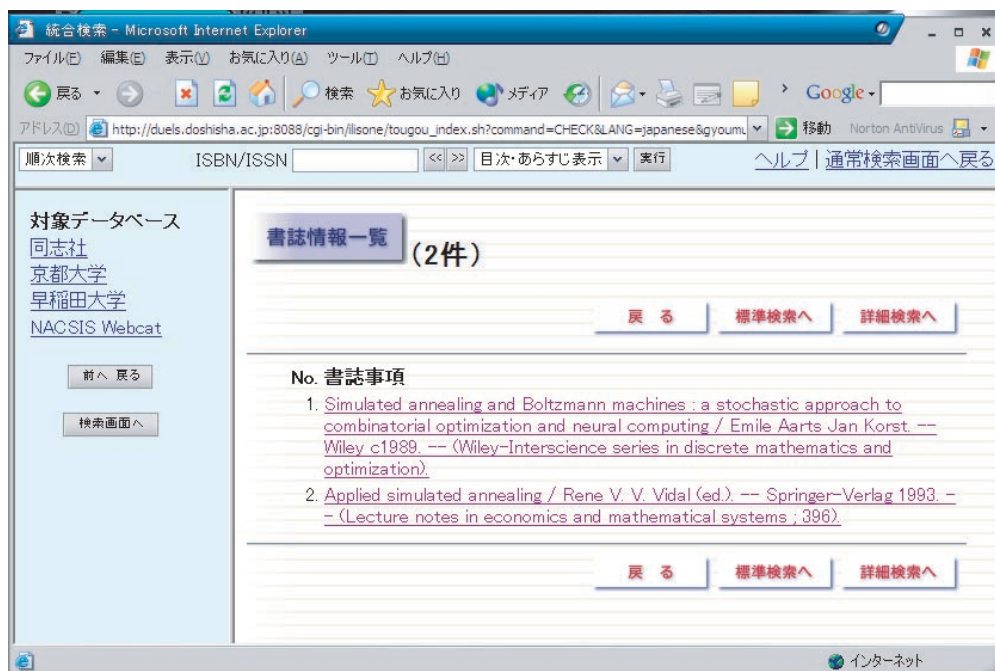 統合検索 - Microsoft Internet Explorer
ファイル(F) 編集(E) 表示(V) お気に入り(A) ツール(T) ヘルプ(H)
戻る 検索 お気に入り メディア Google
アドレス(D) http://duels.doshisha.ac.jp:8088/cgi-bin/lisone/tougou_index.sh?command=CHECK&LANG=japanese&gyoumu 移動 Norton AntiVirus
順次検索 ISBN/ISSN << >> 目次・あらすじ表示 実行 ヘルプ | 通常検索画面へ戻る
対象データベース
同志社
京都大学
早稲田大学
NACSIS Webcat
前へ 戻る
検索画面へ
書誌情報一覧 (2件)
戻 る 標準検索へ 詳細検索へ
No. 書誌事項
1. Simulated annealing and Boltzmann machines : a stochastic approach to
combinatorial optimization and neural computing / Emile Aarts Jan Korst. --
Wiley c1989. -- (Wiley-Interscience series in discrete mathematics and
optimization).
2. Applied simulated annealing / Rene V. V. Vidal (ed.). -- Springer-Verlag 1993. -
- (Lecture notes in economics and mathematical systems ; 396).
戻 る 標準検索へ 詳細検索へ
インターネット